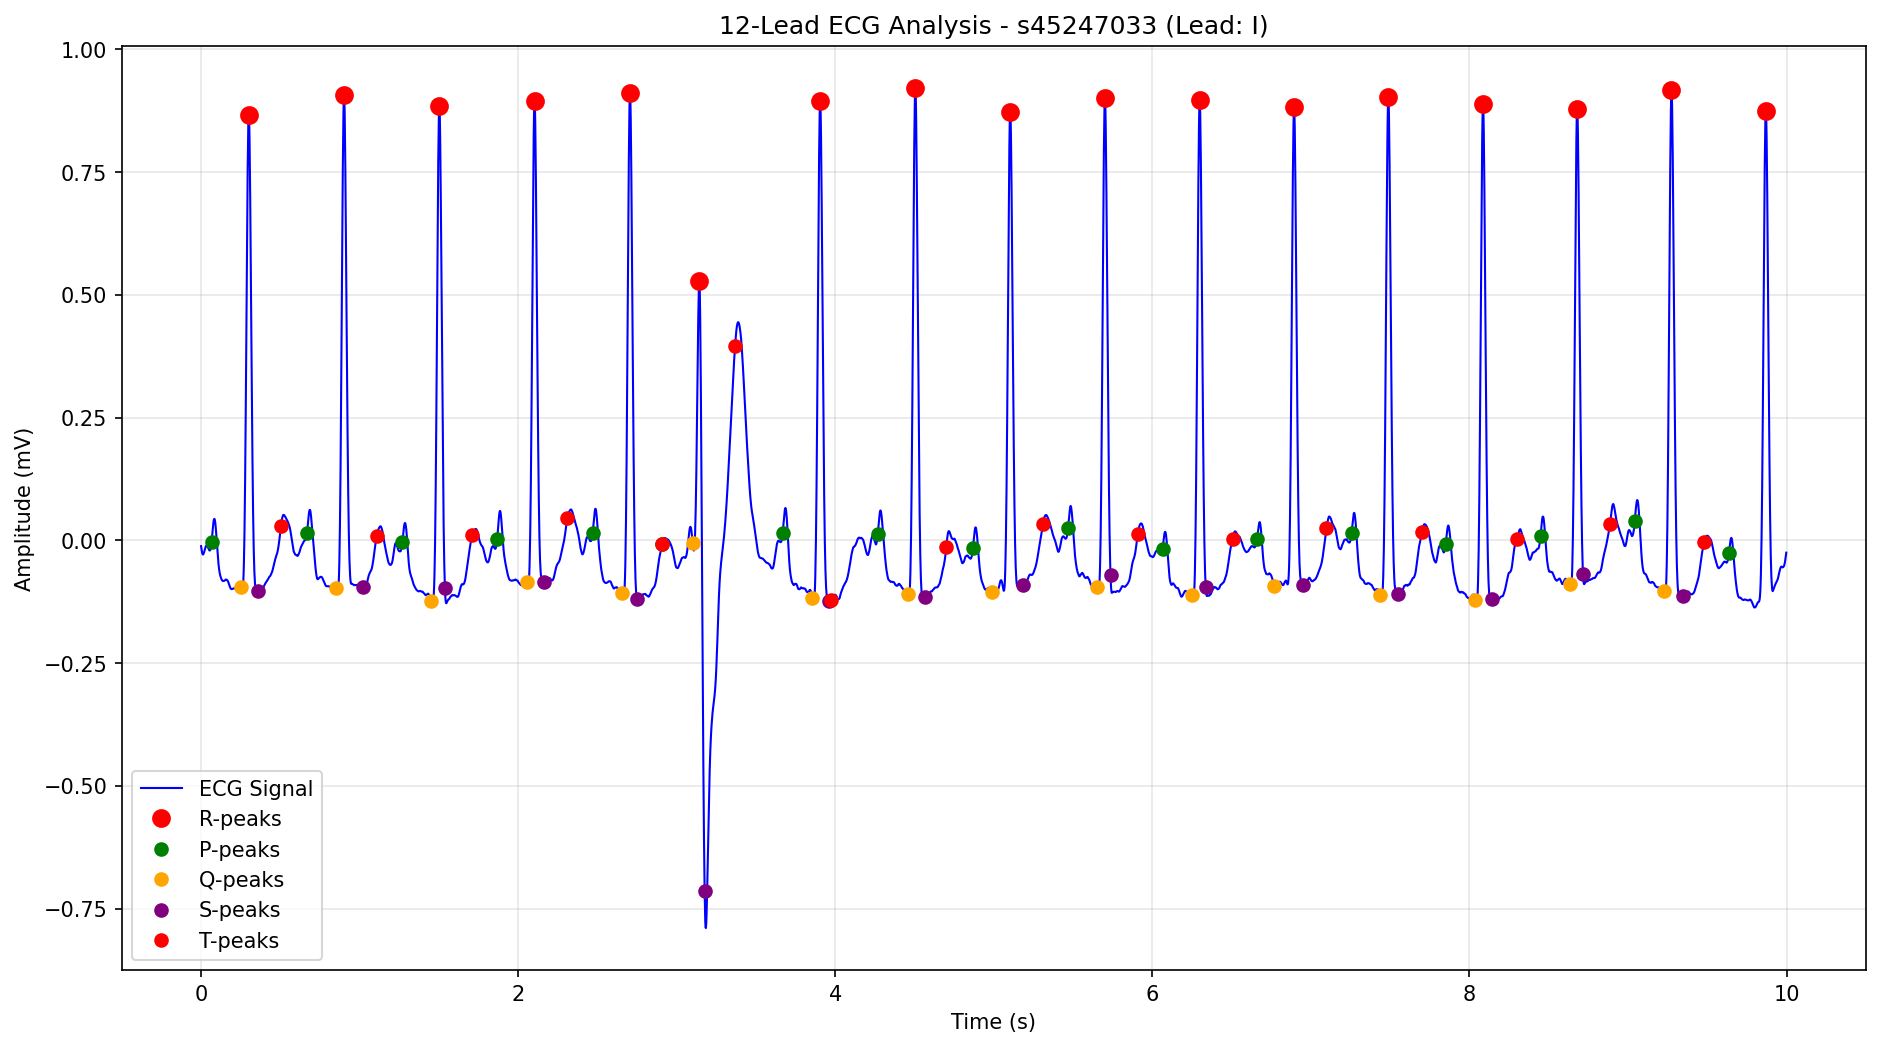 12-Lead ECG Analysis - s45247033 (Lead: I)
1.00
0.75
0.50
0.25
0.00
−0.25
−0.50
−0.75
Amplitude (mV)
ECG Signal
R-peaks
P-peaks
Q-peaks
S-peaks
T-peaks
0 2 4 6 8 10
Time (s)